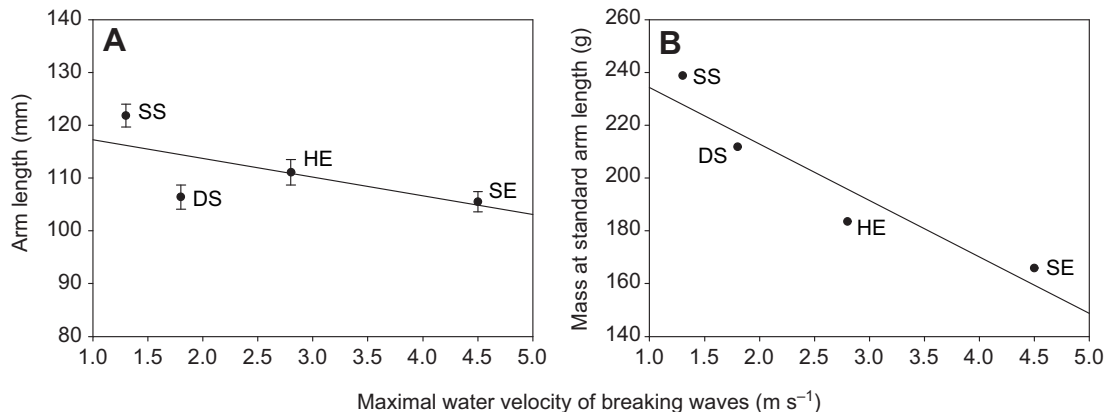 A
Arm length (mm)
140
130
120
110
100
90
80
SS
DS
HE
SE
1.0 1.5 2.0 2.5 3.0 3.5 4.0 4.5 5.0
B
Mass at standard arm length (g)
260
240
220
200
180
160
140
SS
DS
HE
SE
1.0 1.5 2.0 2.5 3.0 3.5 4.0 4.5 5.0
Maximal water velocity of breaking waves (m s⁻¹)